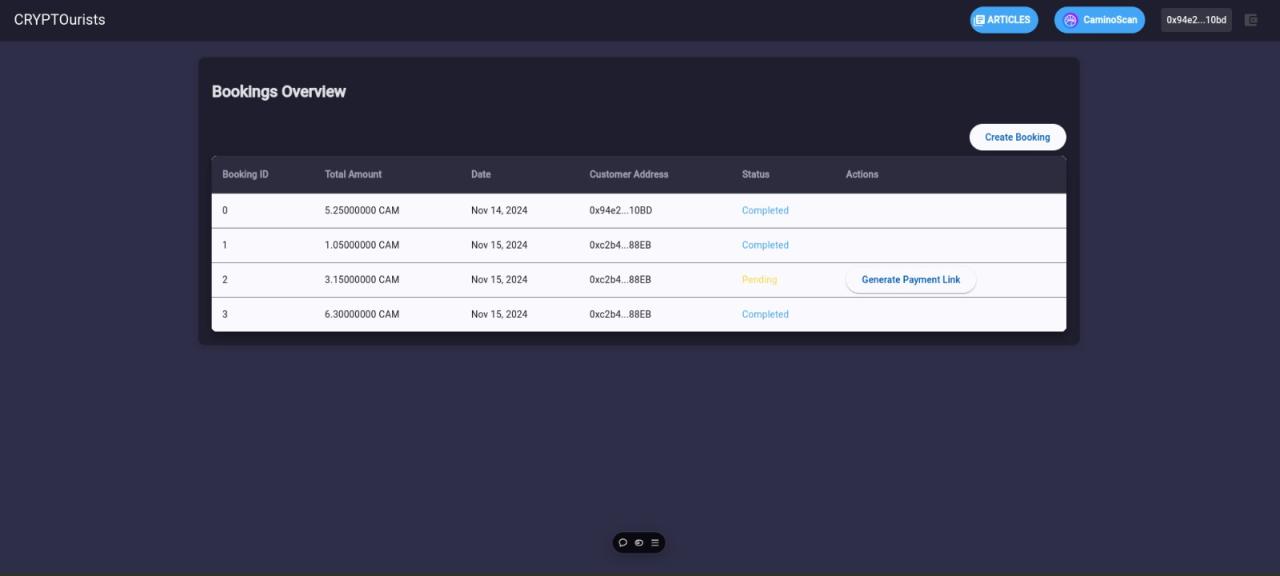 CRYPTOurists ARTICLES CaminoScan 0x94e2...10bd
Bookings Overview
Create Booking
Booking ID Total Amount Date Customer Address Status Actions
0 5.25000000 CAM Nov 14, 2024 0x94e2...10BD Completed
1 1.05000000 CAM Nov 15, 2024 0xc2b4...88EB Completed
2 3.15000000 CAM Nov 15, 2024 0xc2b4...88EB Pending Generate Payment Link
3 6.30000000 CAM Nov 15, 2024 0xc2b4...88EB Completed